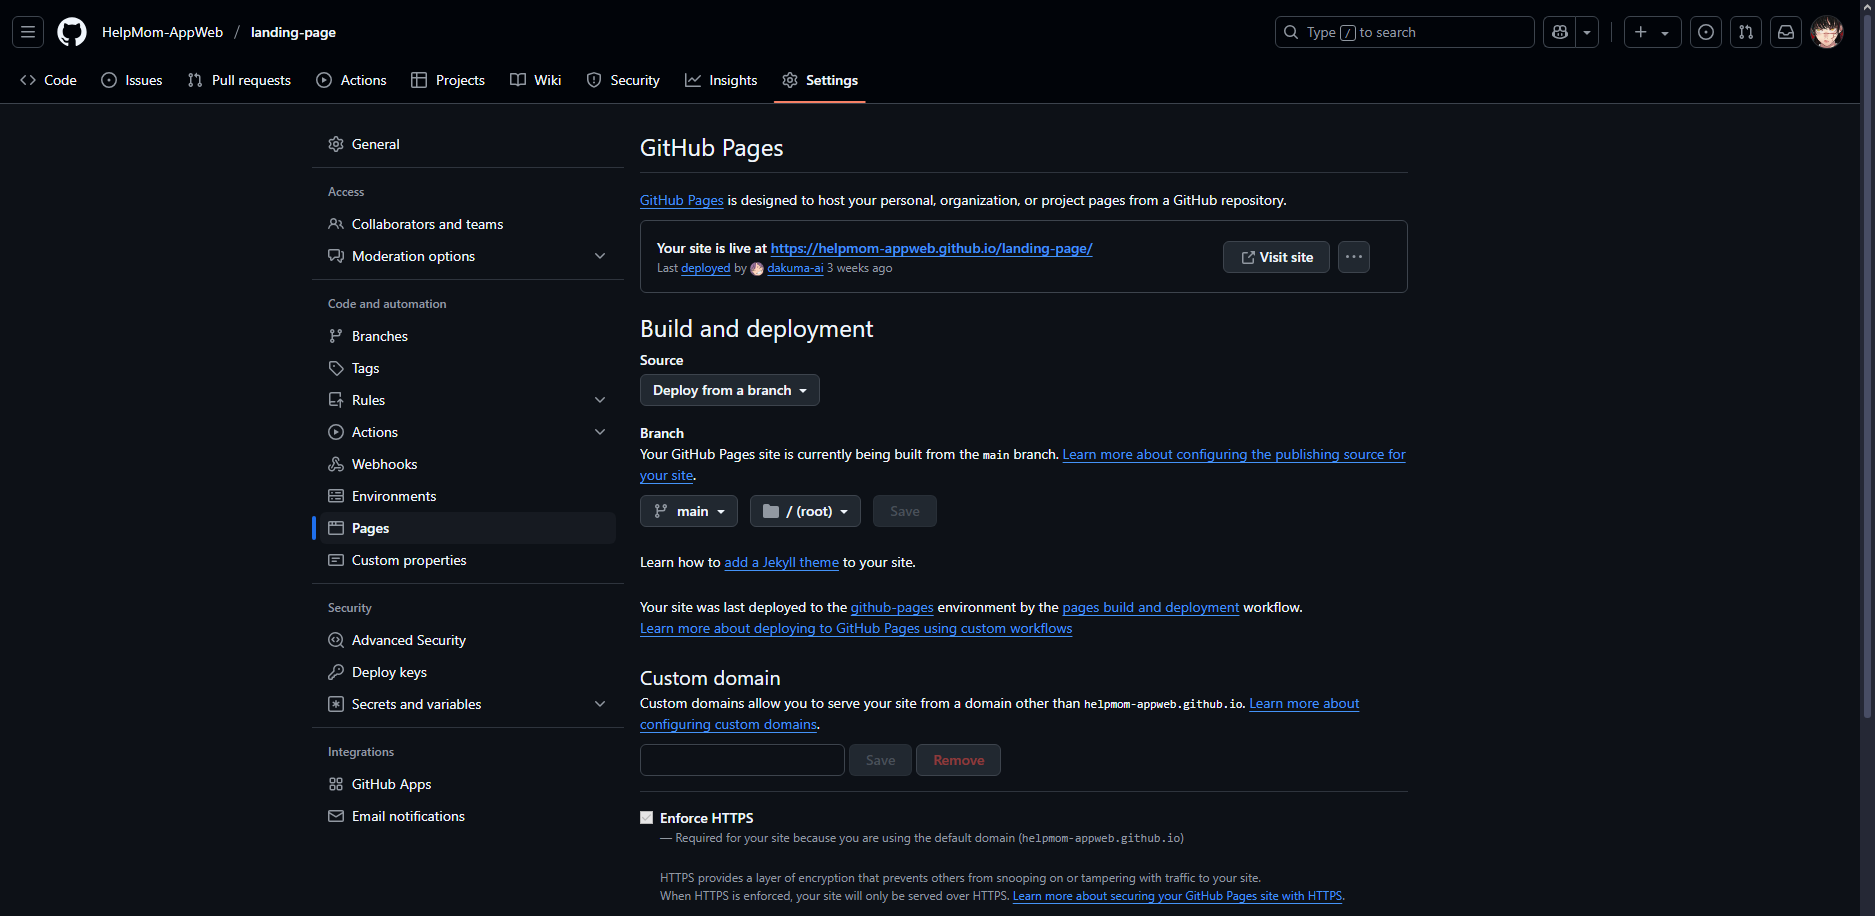 HelpMom-AppWeb / landing-page
Type / to search
Code
Issues
Pull requests
Actions
Projects
Wiki
Security
Insights
Settings
General
Access
Collaborators and teams
Moderation options
Code and automation
Branches
Tags
Rules
Actions
Webhooks
Environments
Pages
Custom properties
Security
Advanced Security
Deploy keys
Secrets and variables
Integrations
GitHub Apps
Email notifications
GitHub Pages
GitHub Pages is designed to host your personal, organization, or project pages from a GitHub repository.
Your site is live at https://helpmom-appweb.github.io/landing-page/
Last deployed by dakuma-ai 3 weeks ago
Visit site
Build and deployment
Source
Deploy from a branch
Branch
Your GitHub Pages site is currently being built from the main branch. Learn more about configuring the publishing source for
your site.
main
/ (root)
Save
Learn how to add a Jekyll theme to your site.
Your site was last deployed to the github-pages environment by the pages build and deployment workflow.
Learn more about deploying to GitHub Pages using custom workflows
Custom domain
Custom domains allow you to serve your site from a domain other than helpmom-appweb.github.io. Learn more about
configuring custom domains.
Save
Remove
Enforce HTTPS
— Required for your site because you are using the default domain (helpmom-appweb.github.io)
HTTPS provides a layer of encryption that prevents others from snooping on or tampering with traffic to your site.
When HTTPS is enforced, your site will only be served over HTTPS. Learn more about securing your GitHub Pages site with HTTPS.